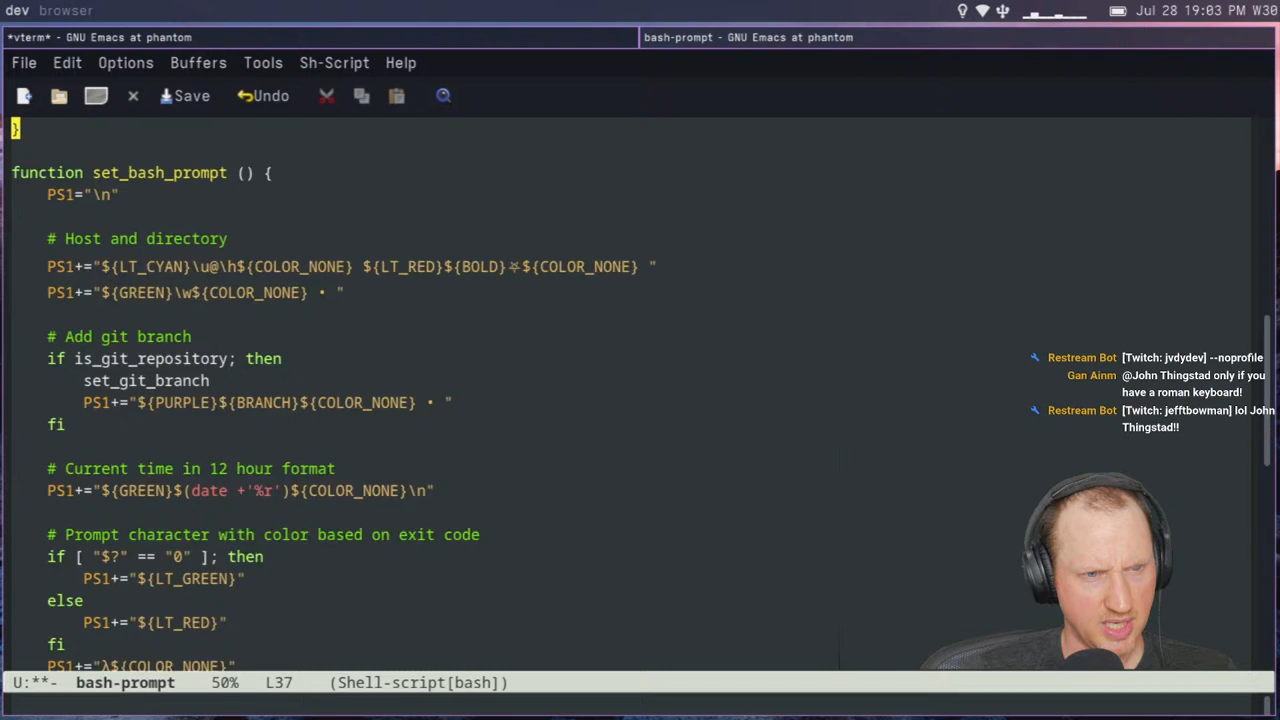 dev browser Jul 28 19:03 PM W30
*vterm* - GNU Emacs at phantom bash-prompt - GNU Emacs at phantom
File Edit Options Buffers Tools Sh-Script Help
Save Undo
}
function set_bash_prompt () {
PS1="\n"
# Host and directory
PS1+="${LT_CYAN}\u@\h${COLOR_NONE} ${LT_RED}${BOLD}⛧${COLOR_NONE} "
PS1+="${GREEN}\w${COLOR_NONE} • "
# Add git branch
if is_git_repository; then
set_git_branch
PS1+="${PURPLE}${BRANCH}${COLOR_NONE} • "
fi
# Current time in 12 hour format
PS1+="${GREEN}$(date +'%r')${COLOR_NONE}\n"
# Prompt character with color based on exit code
if [ "$?" == "0" ]; then
PS1+="${LT_GREEN}"
else
PS1+="${LT_RED}"
fi
PS1+="λ${COLOR_NONE}"
U:**- bash-prompt 50% L37 (Shell-script[bash])
Restream Bot [Twitch: jvdydev] --noprofile
Gan Ainm @John Thingstad only if you
have a roman keyboard!
Restream Bot [Twitch: jefftbowman] lol John
Thingstad!!